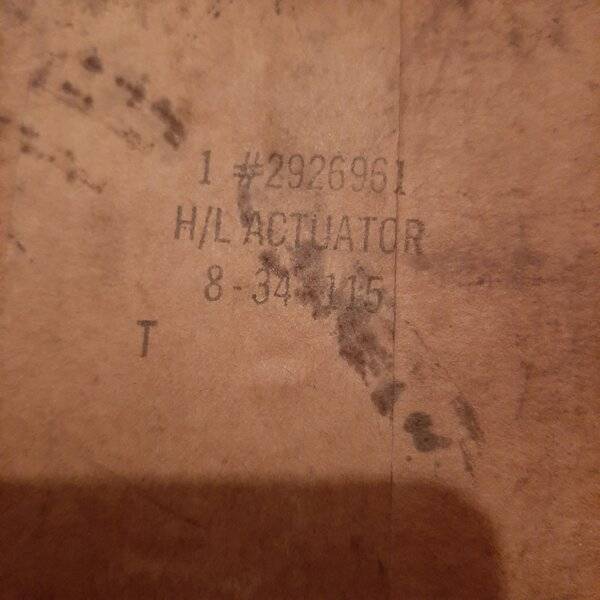 1 #2926961
H/L ACTUATOR
8-34-115
T